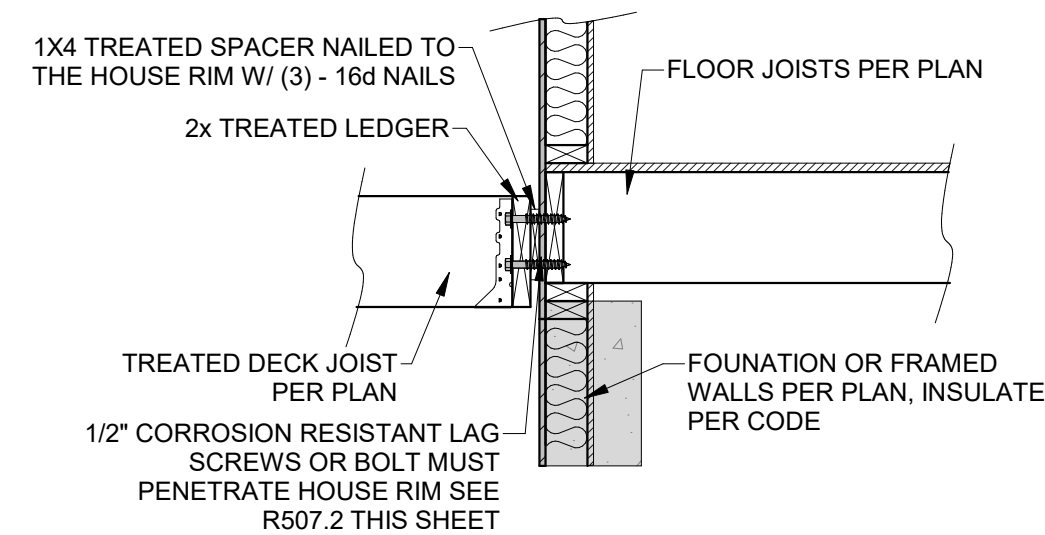 1X4 TREATED SPACER NAILED TO
THE HOUSE RIM W/ (3) - 16d NAILS
2x TREATED LEDGER
FLOOR JOISTS PER PLAN
TREATED DECK JOIST
PER PLAN
1/2" CORROSION RESISTANT LAG
SCREWS OR BOLT MUST
PENETRATE HOUSE RIM SEE
R507.2 THIS SHEET
FOUNATION OR FRAMED
WALLS PER PLAN, INSULATE
PER CODE